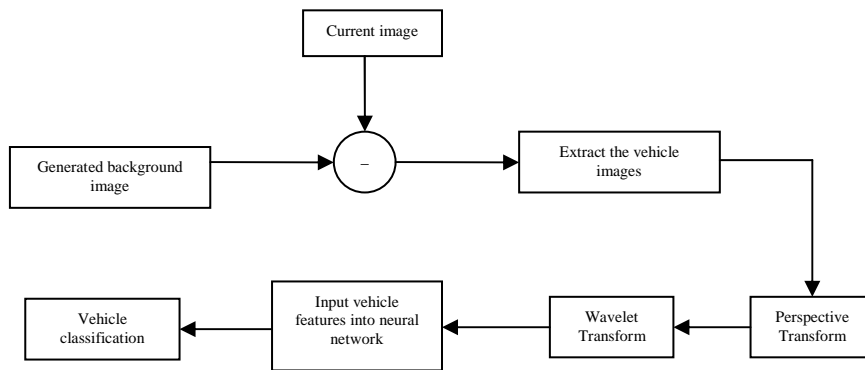 Current image
Generated background
image
–
Extract the vehicle
images
Perspective
Transform
Wavelet
Transform
Input vehicle
features into neural
network
Vehicle
classification